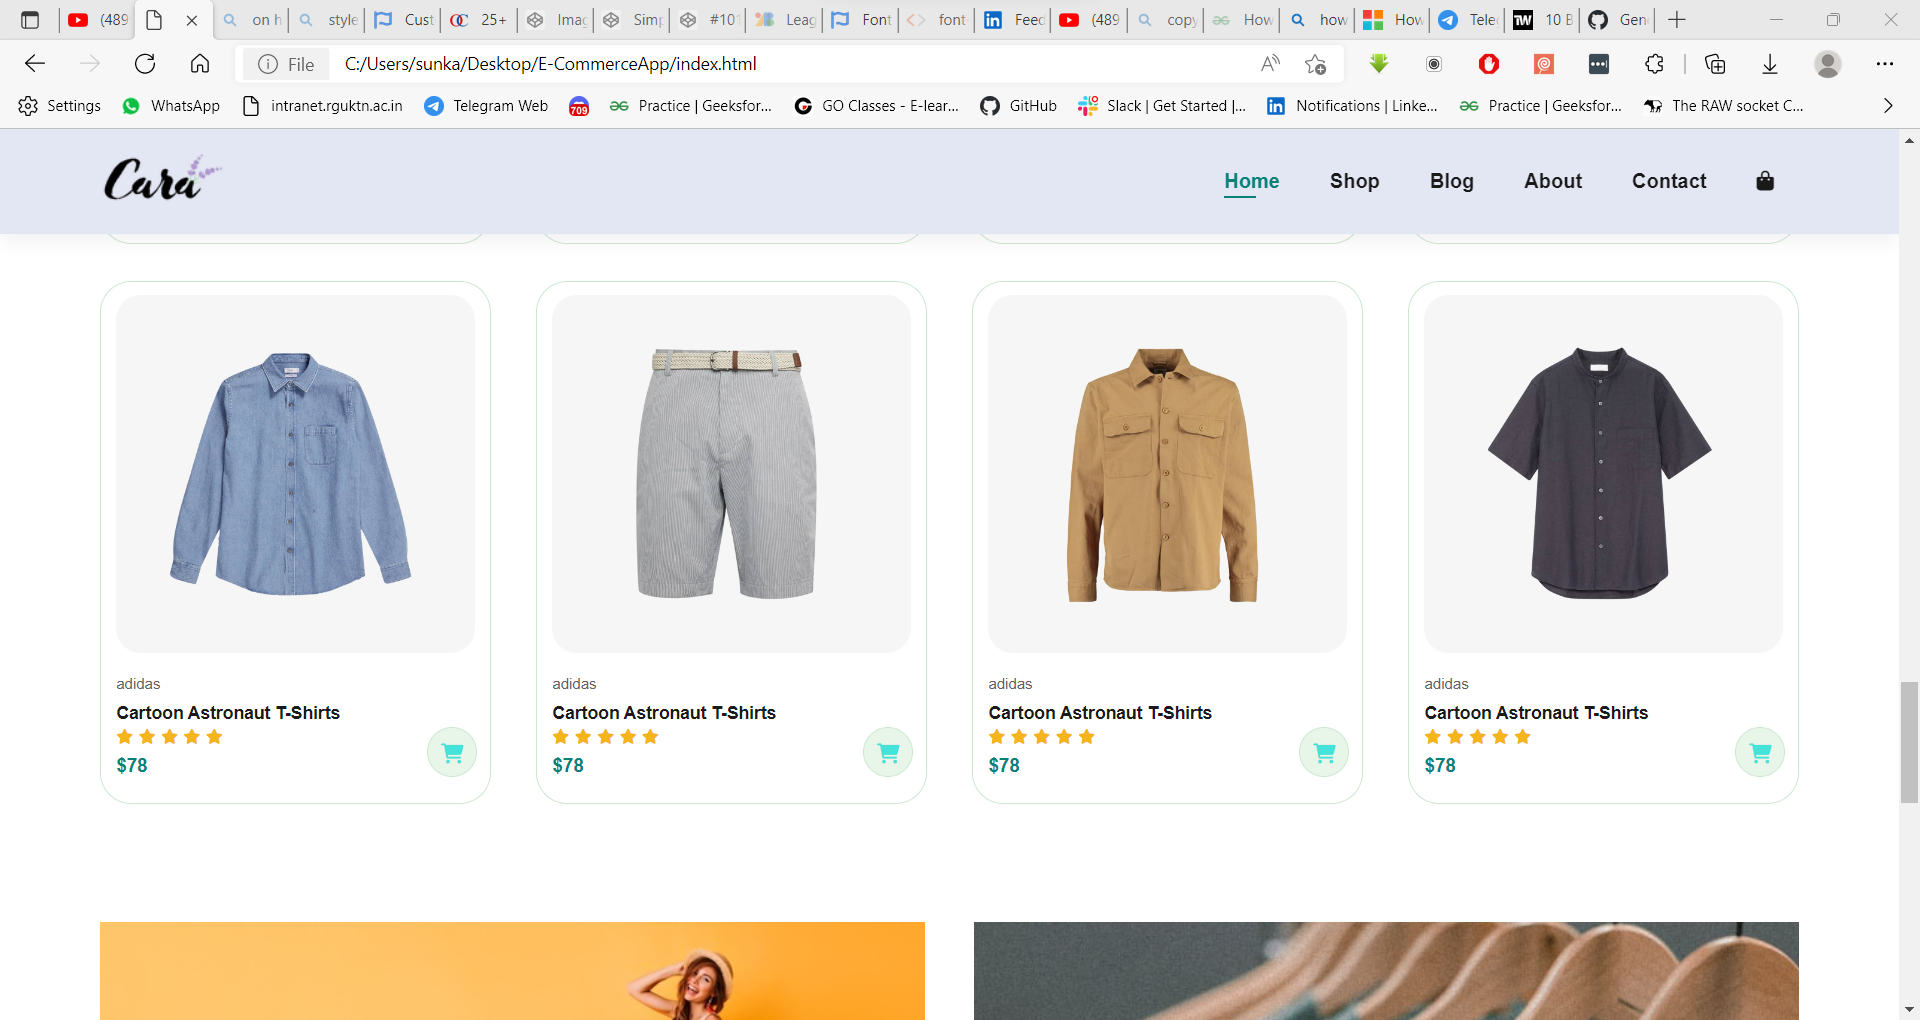 (489
on h
style
Cust
25+
Imag
Simp
#101
Leag
Font
font-
Feed
(489
copy
How
how
How
Teleg
10 B
Gen
File
C:/Users/sunka/Desktop/E-CommerceApp/index.html
Settings
WhatsApp
intranet.rguktn.ac.in
Telegram Web
709
Practice | Geeksfor...
GO Classes - E-lear...
GitHub
Slack | Get Started |...
Notifications | Linke...
Practice | Geeksfor...
The RAW socket C...
Cara
Home
Shop
Blog
About
Contact
adidas
Cartoon Astronaut T-Shirts
$78
adidas
Cartoon Astronaut T-Shirts
$78
adidas
Cartoon Astronaut T-Shirts
$78
adidas
Cartoon Astronaut T-Shirts
$78